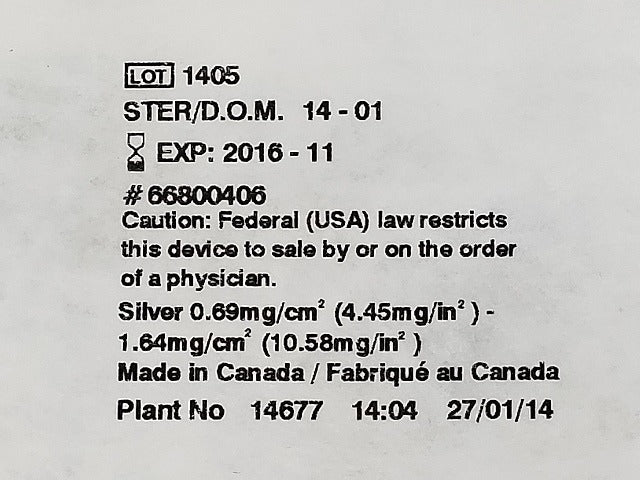 LOT 1405
STER/D.O.M. 14 - 01
EXP: 2016 - 11
# 66800406
Caution: Federal (USA) law restricts
this device to sale by or on the order
of a physician.
Silver 0.69mg/cm² (4.45mg/in² ) -
1.64mg/cm² (10.58mg/in² )
Made in Canada / Fabriqué au Canada
Plant No 14677 14:04 27/01/14